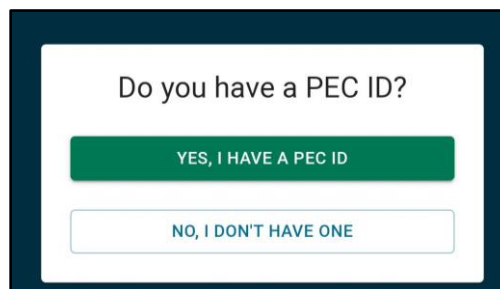 Do you have a PEC ID?
YES, I HAVE A PEC ID
NO, I DON'T HAVE ONE